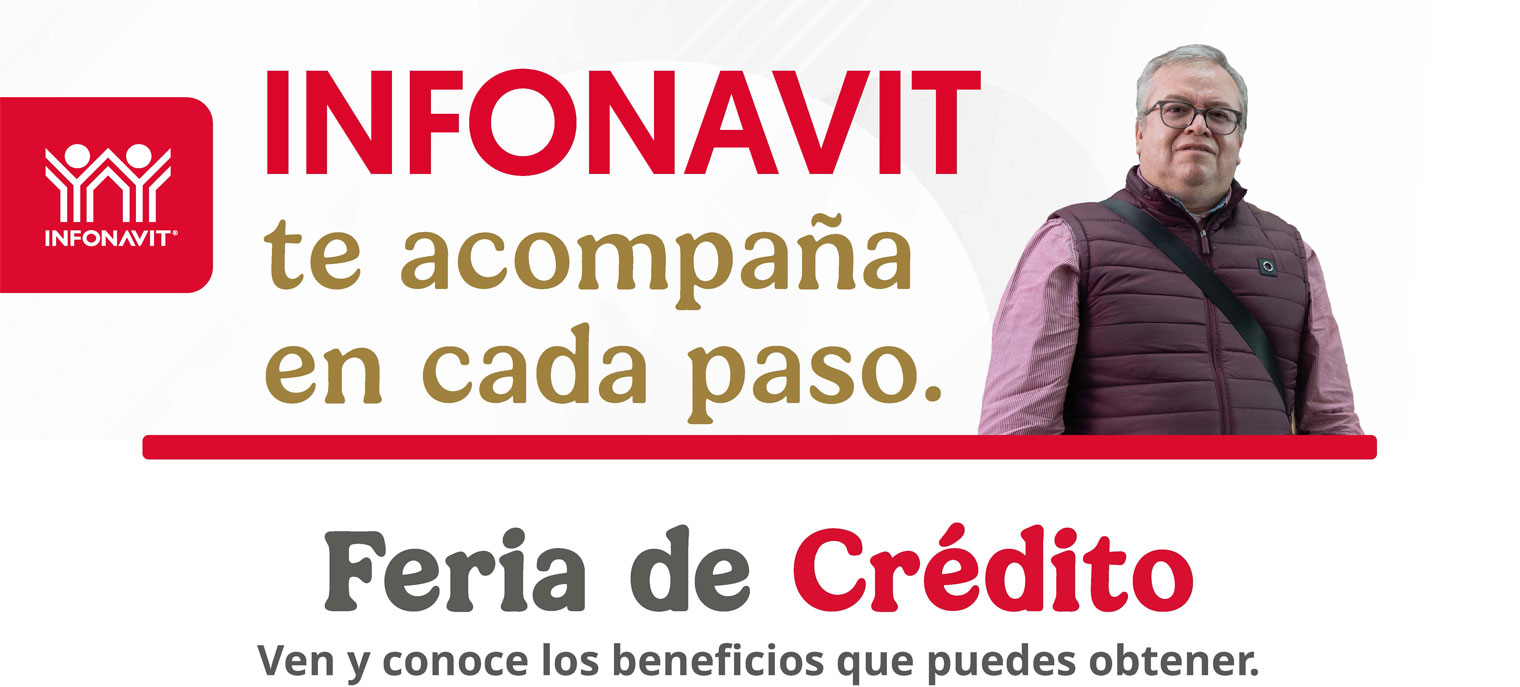 INFONAVIT
te acompaña
en cada paso.
INFONAVIT®
Feria de Crédito
Ven y conoce los beneficios que puedes obtener.